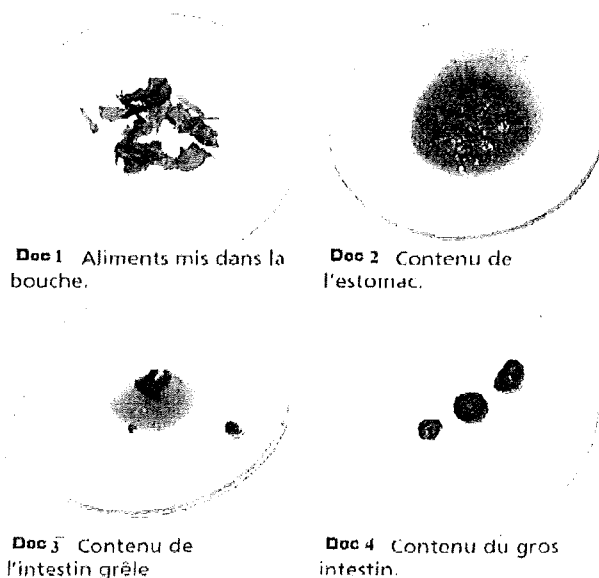 Doc 1 Aliments mis dans la
bouche.
Doc 2 Contenu de
l'estomac.
Doc 3 Contenu de
l'intestin grêle
Doc 4 Contenu du gros
intestin.